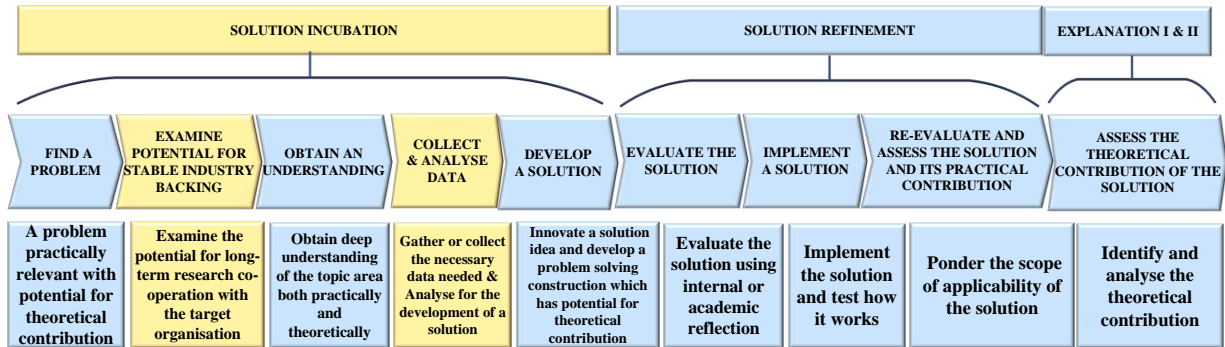 SOLUTION INCUBATION
SOLUTION REFINEMENT
EXPLANATION I & II
FIND A
PROBLEM
EXAMINE
POTENTIAL FOR
STABLE INDUSTRY
BACKING
OBTAIN AN
UNDERSTANDING
COLLECT
& ANALYSE
DATA
DEVELOP
A SOLUTION
EVALUATE THE
SOLUTION
IMPLEMENT
A SOLUTION
RE-EVALUATE AND
ASSESS THE SOLUTION
AND ITS PRACTICAL
CONTRIBUTION
ASSESS THE
THEORETICAL
CONTRIBUTION OF THE
SOLUTION
A problem
practically
relevant with
potential for
theoretical
contribution
Examine the
potential for long-
term research co-
operation with
the target
organisation
Obtain deep
understanding
of the topic area
both practically
and
theoretically
Gather or collect
the necessary
data needed &
Analyse for the
development of a
solution
Innovate a solution
idea and develop a
problem solving
construction which
has potential for
theoretical
contribution
Evaluate the
solution using
internal or
academic
reflection
Implement
the solution
and test how
it works
Ponder the scope
of applicability of
the solution
Identify and
analyse the
theoretical
contribution